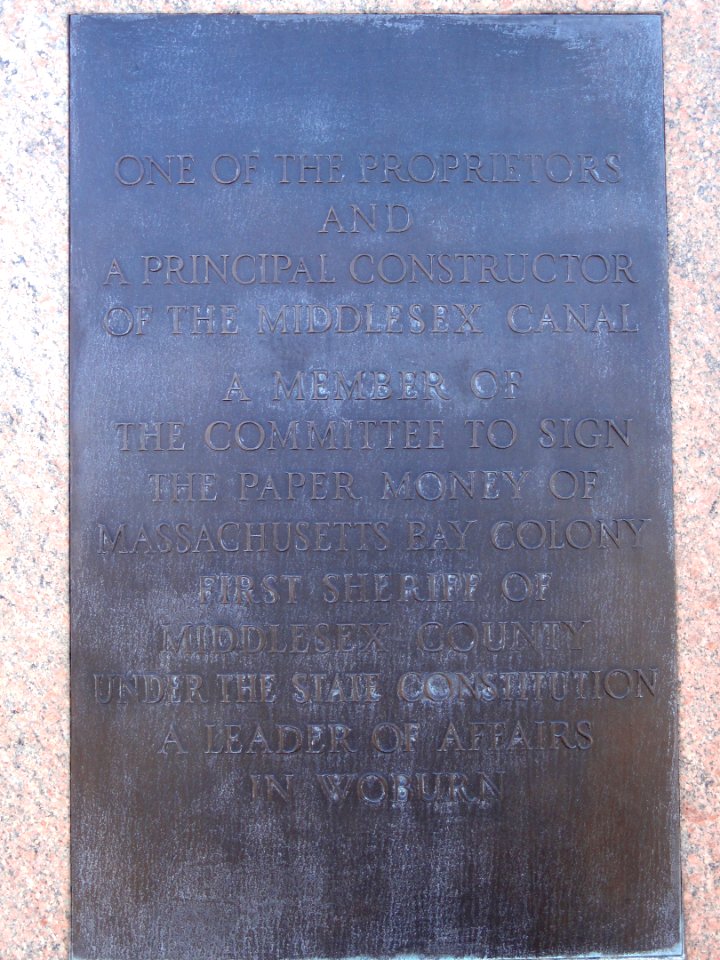 ONE OF THE PROPRIETORS
AND
A PRINCIPAL CONSTRUCTOR
OF THE MIDDLESEX CANAL
A MEMBER OF
THE COMMITTEE TO SIGN
THE PAPER MONEY OF
MASSACHUSETTS BAY COLONY
FIRST SHERIFF OF
MIDDLESEX COUNTY
UNDER THE STATE CONSTITUTION
A LEADER OF AFFAIRS
IN WOBURN